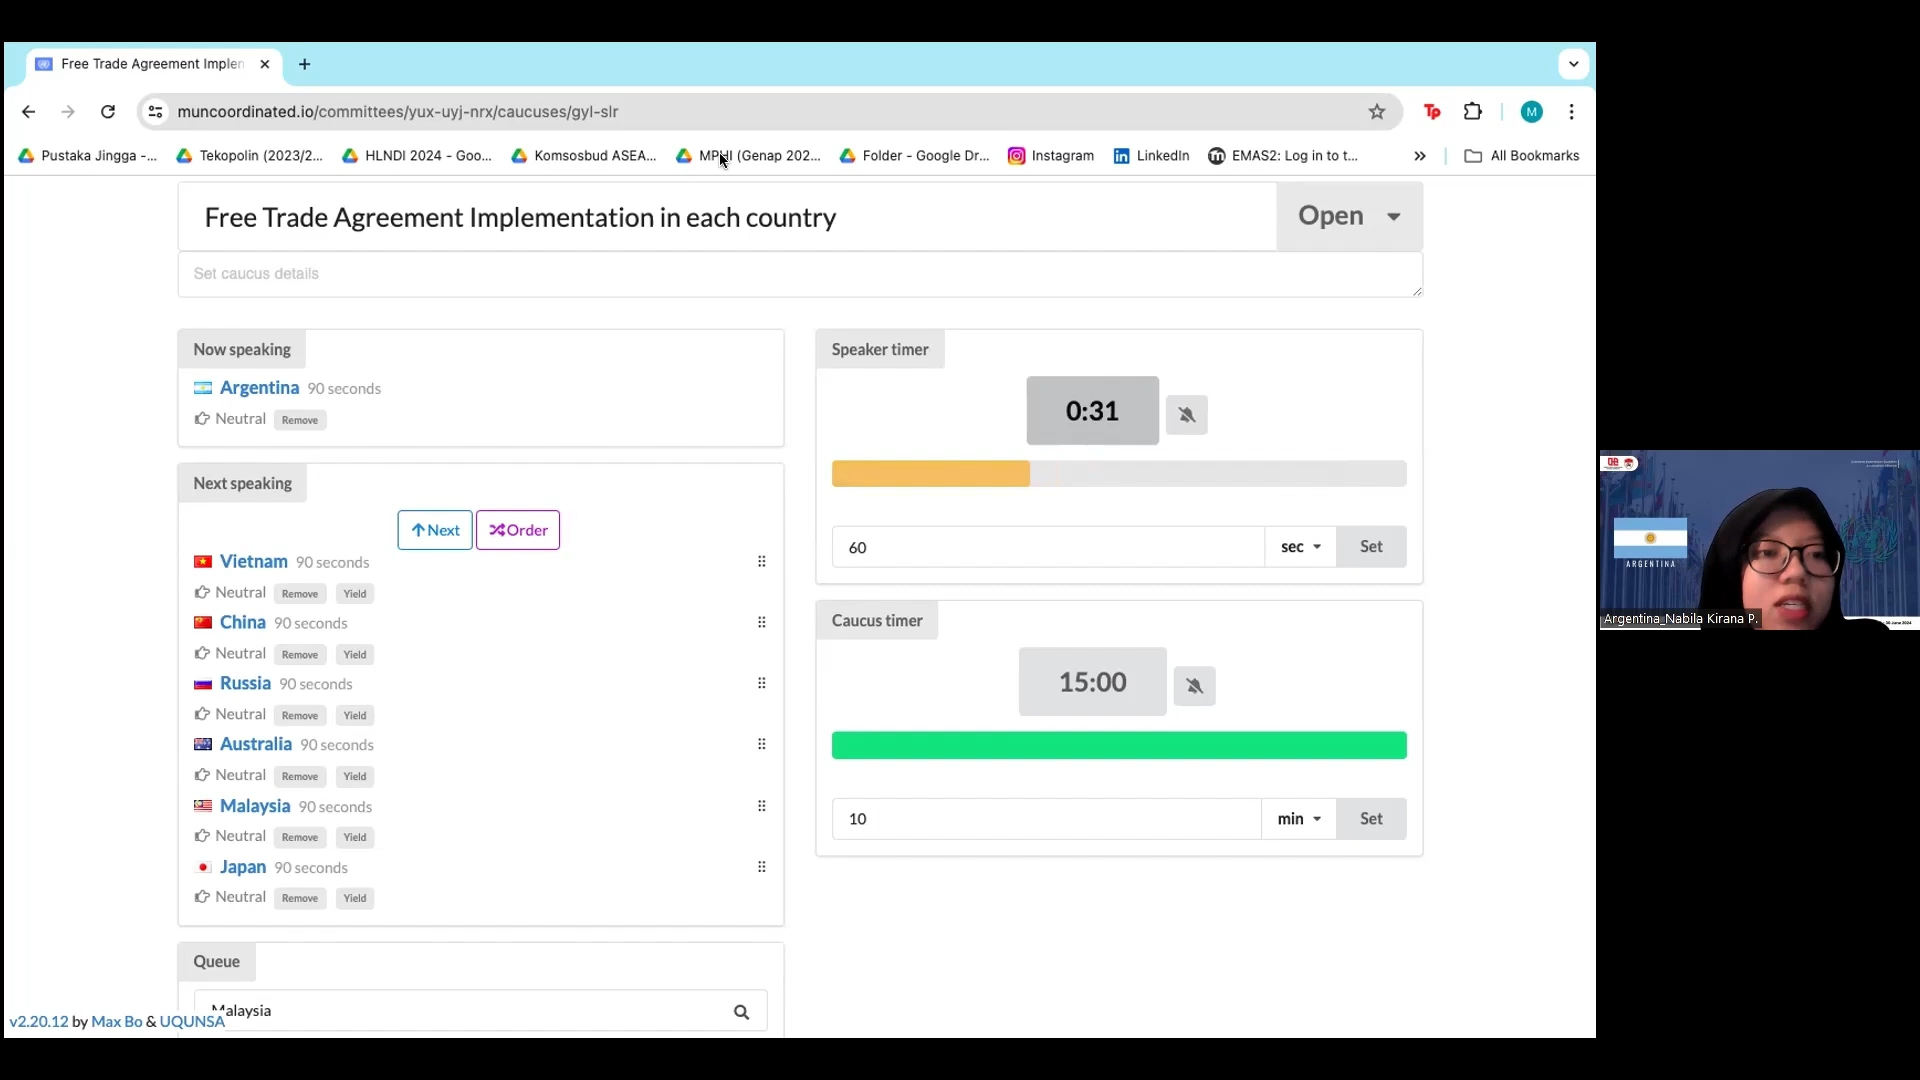 Free Trade Agreement Implen
muncoordinated.io/committees/yux-uyj-nrx/caucuses/gyl-slr
Tp
M
Pustaka Jingga -...
Tekopolin (2023/2...
HLNDI 2024 - Goo...
Komsosbud ASEA...
MPHI (Genap 202...
Folder - Google Dr...
Instagram
LinkedIn
EMAS2: Log in to t...
All Bookmarks
Free Trade Agreement Implementation in each country
Open
Set caucus details
Now speaking
Argentina 90 seconds
Neutral Remove
Next speaking
Next Order
Vietnam 90 seconds
Neutral Remove Yield
China 90 seconds
Neutral Remove Yield
Russia 90 seconds
Neutral Remove Yield
Australia 90 seconds
Neutral Remove Yield
Malaysia 90 seconds
Neutral Remove Yield
Japan 90 seconds
Neutral Remove Yield
Queue
Malaysia
v2.20.12 by Max Bo & UQUNSA
Speaker timer
0:31
60 sec Set
Caucus timer
15:00
10 min Set
ARGENTINA
Argentina_Nabila Kirana P.